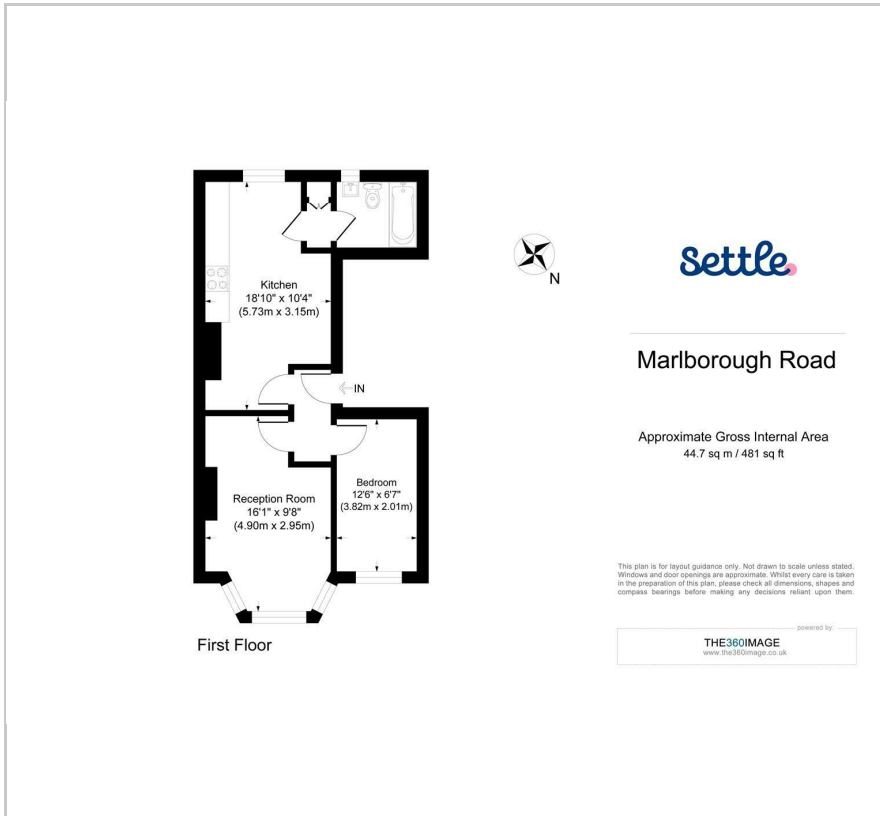 Kitchen
18'10" x 10'4"
(5.73m x 3.15m)
IN
Reception Room
16'1" x 9'8"
(4.90m x 2.95m)
Bedroom
12'6" x 6'7"
(3.82m x 2.01m)
First Floor
N
settle
Marlborough Road
Approximate Gross Internal Area
44.7 sq m / 481 sq ft
This plan is for layout guidance only. Not drawn to scale unless stated.
Windows and door openings are approximate. Whilst every care is taken
in the preparation of this plan, please check all dimensions, shapes and
compass bearings before making any decisions reliant upon them.
powered by:
THE360IMAGE
www.the360image.co.uk